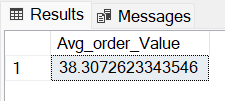 Results Messages
Avg_order_Value
1 38.3072623343546